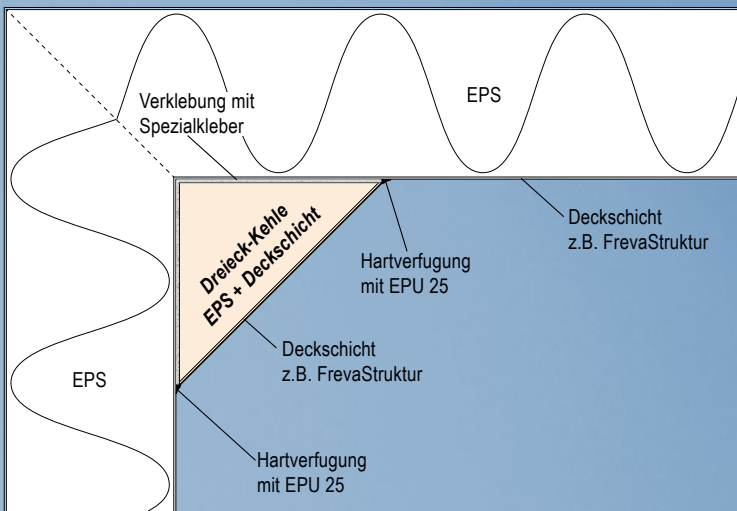 EPS
Verklebung mit
Spezialkleber
Dreieck-Kehle
EPS + Deckschicht
Deckschicht
z.B. FrevaStruktur
Hartverfugung
mit EPU 25
Deckschicht
z.B. FrevaStruktur
EPS
Hartverfugung
mit EPU 25